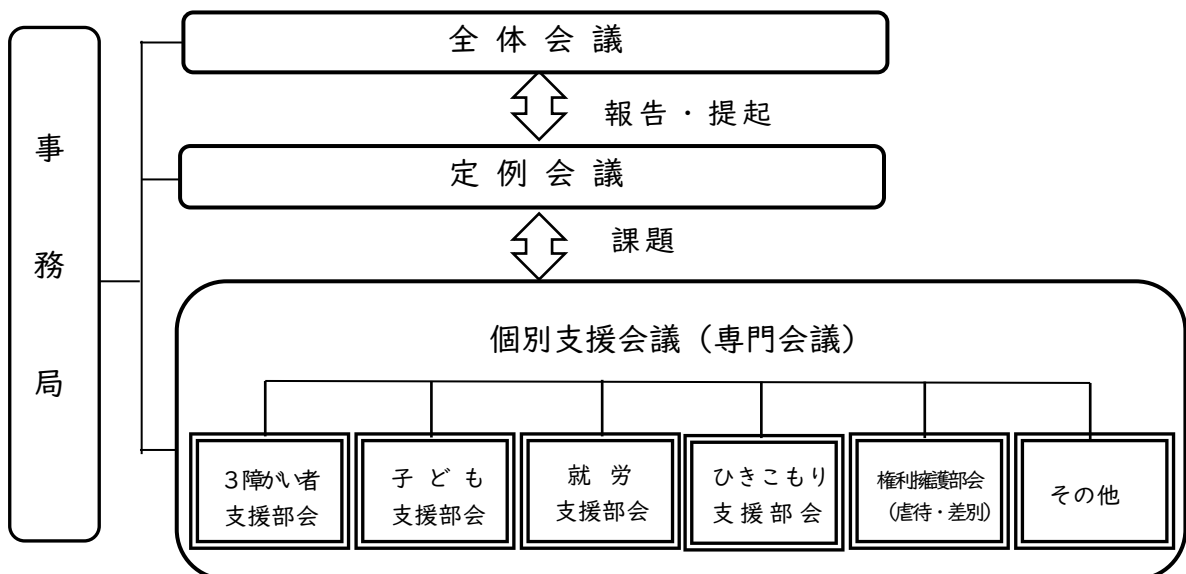 全体会議
報告・提起
事務局
定例会議
課題
個別支援会議（専門会議）
３障がい者
支援部会
子ども
支援部会
就労
支援部会
ひきこもり
支援部会
権利擁護部会
（虐待・差別）
その他